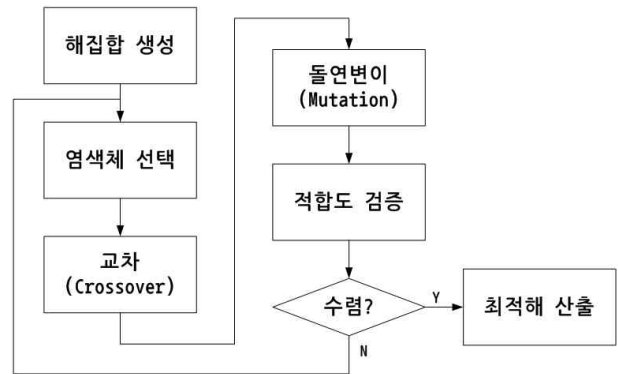 해집합 생성
염색체 선택
교차
(Crossover)
돌연변이
(Mutation)
적합도 검증
수렴?
Y
N
최적해 산출